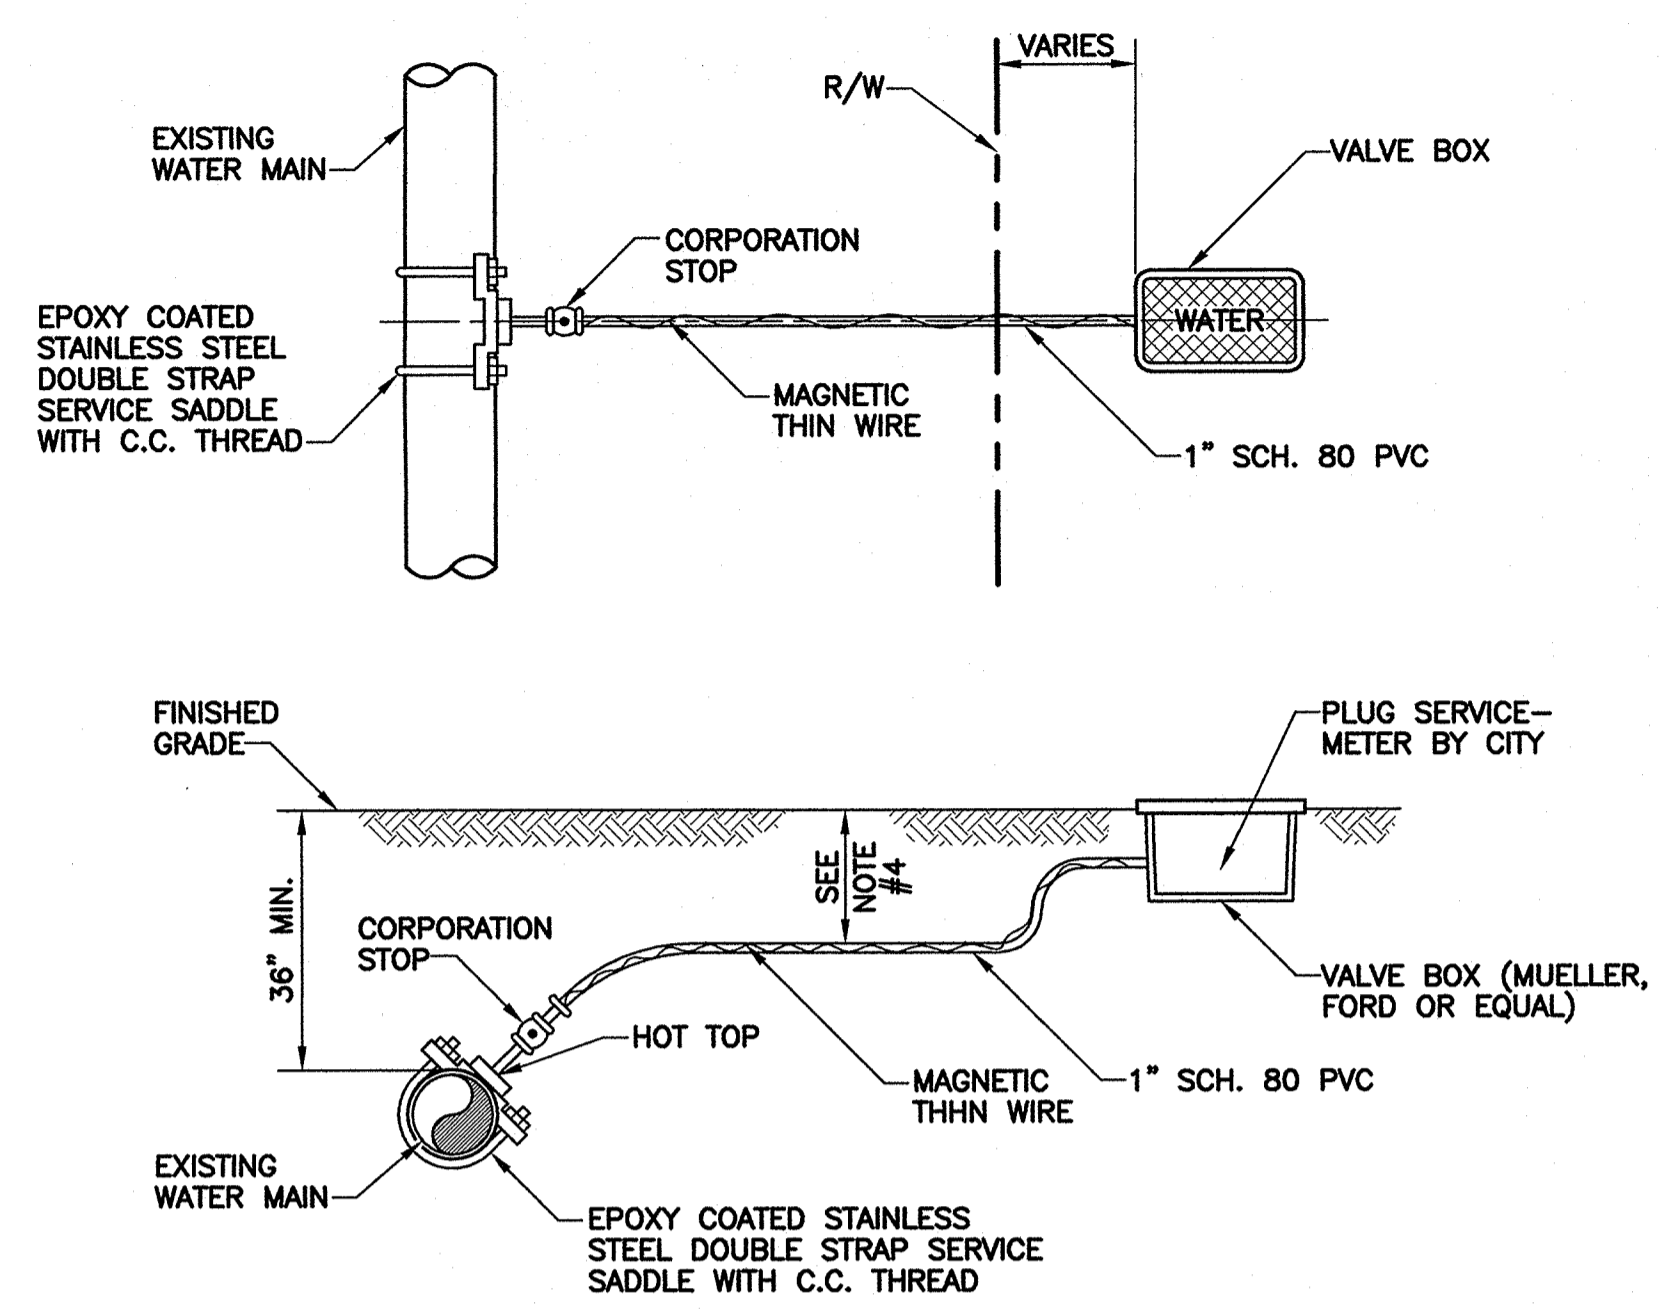 VARIES
R/W
EXISTING
WATER MAIN
VALVE BOX
CORPORATION
STOP
EPOXY COATED
STAINLESS STEEL
DOUBLE STRAP
SERVICE SADDLE
WITH C.C. THREAD
WATER
MAGNETIC
THIN WIRE
1" SCH. 80 PVC
FINISHED
GRADE
PLUG SERVICE-
METER BY CITY
36" MIN.
SEE
NOTE
#4
CORPORATION
STOP
HOT TOP
VALVE BOX (MUELLER,
FORD OR EQUAL)
MAGNETIC
THHN WIRE
1" SCH. 80 PVC
EXISTING
WATER MAIN
EPOXY COATED STAINLESS
STEEL DOUBLE STRAP SERVICE
SADDLE WITH C.C. THREAD